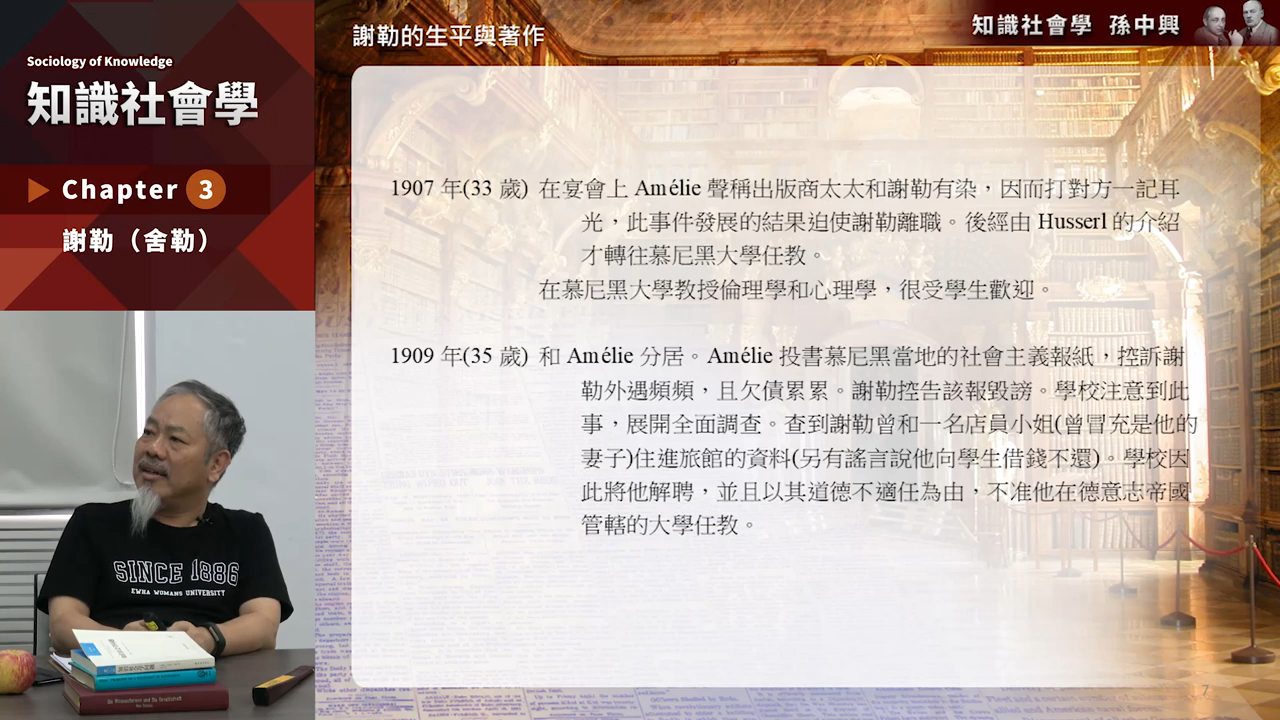 Sociology of Knowledge
知識社會學
Chapter 3
謝勒（舍勒）
謝勒的生平與著作
知識社會學 孫中興
1907 年(33 歲) 在宴會上 Amélie 聲稱出版商太太和謝勒有染，因而打對方一記耳
光，此事件發展的結果迫使謝勒離職。後經由 Husserl 的介紹
才轉往慕尼黑大學任教。
在慕尼黑大學教授倫理學和心理學，很受學生歡迎。
1909 年(35 歲) 和 Amélie 分居。Amélie 投書慕尼黑當地的社會主義報紙，控訴謝
勒外遇頻頻，且欠債累累。謝勒控告該報毀謗。學校注意到此
事，展開全面調查。查到謝勒曾和一名店員小姐(曾冒充是他的
妻子)住進旅館的資料(另有謠言說他向學生借錢不還)。學校因
此將他解聘，並且以其道德不適任為由，不准他在德意志帝國
管轄的大學任教。
SINCE 1886
EWHA WOMANS UNIVERSITY
7